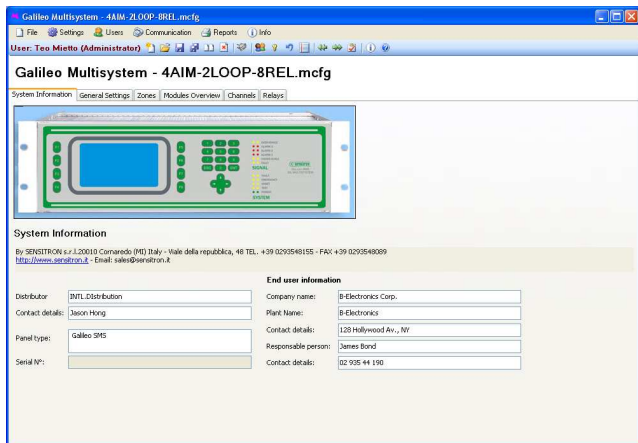 Galileo Multisystem - 4AIM-2LOOP-8REL.mcfg
File Settings Users Communication Reports Info
User: Teo Mietto (Administrator)
Galileo Multisystem - 4AIM-2LOOP-8REL.mcfg
System Information General Settings Zones Modules Overview Channels Relays
SIGNAL
SYSTEM
System Information
By SENSITRON s.r.l.20010 Cornaredo (MI) Italy - Viale della repubblica, 48 TEL. +39 0293548155 - FAX +39 0293548089
http://www.sensitron.it - Email: sales@sensitron.it
End user information
Distributor INTL.DIstribution Company name: B-Electronics Corp.
Contact details: Jason Hong Plant Name: B-Electronics
Contact details: 128 Hollywood Av., NY
Panel type: Galileo SMS Responsable person: James Bond
Serial N°: Contact details: 02 935 44 190